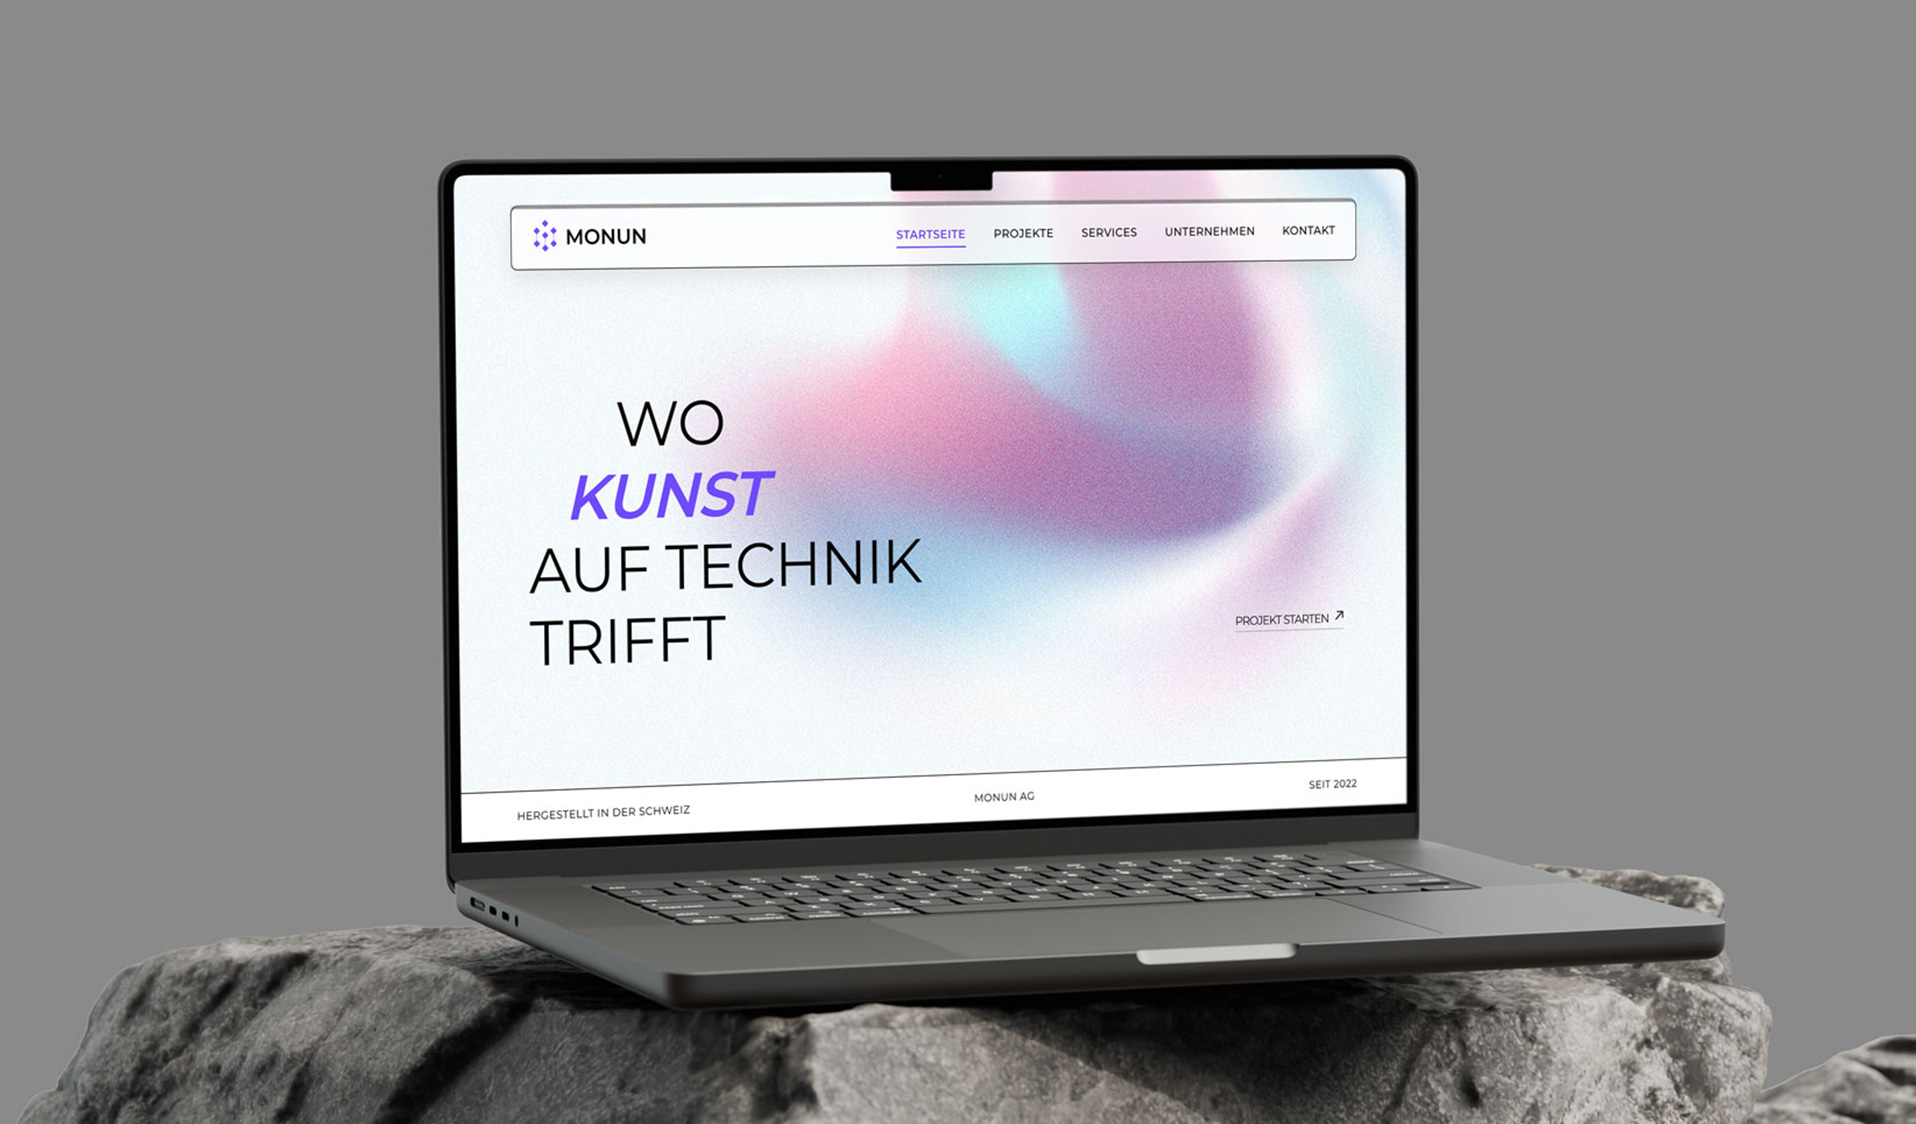 MONUN
STARTSEITE PROJEKTE SERVICES UNTERNEHMEN KONTAKT
WO
KUNST
AUF TECHNIK
TRIFFT
PROJEKT STARTEN
HERGESTELLT IN DER SCHWEIZ
MONUN AG
SEIT 2022